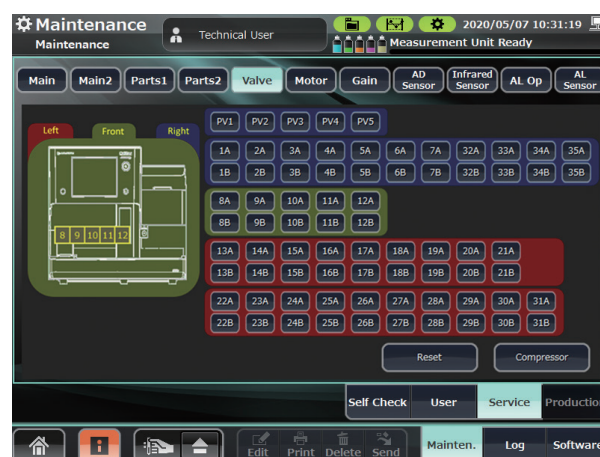 Maintenance
Maintenance
Technical User
2020/05/07 10:31:19
Measurement Unit Ready
Main Main2 Parts1 Parts2 Valve Motor Gain AD Sensor Infrared Sensor AL Op AL Sensor
Left Front Right
PV1 PV2 PV3 PV4 PV5
1A 2A 3A 4A 5A 6A 7A 32A 33A 34A 35A
1B 2B 3B 4B 5B 6B 7B 32B 33B 34B 35B
8A 9A 10A 11A 12A
8B 9B 10B 11B 12B
8 9 10 11 12
13A 14A 15A 16A 17A 18A 19A 20A 21A
13B 14B 15B 16B 17B 18B 19B 20B 21B
22A 23A 24A 25A 26A 27A 28A 29A 30A 31A
22B 23B 24B 25B 26B 27B 28B 29B 30B 31B
Reset Compressor
Self Check User Service Productio
Edit Print Delete Send Mainten. Log Software